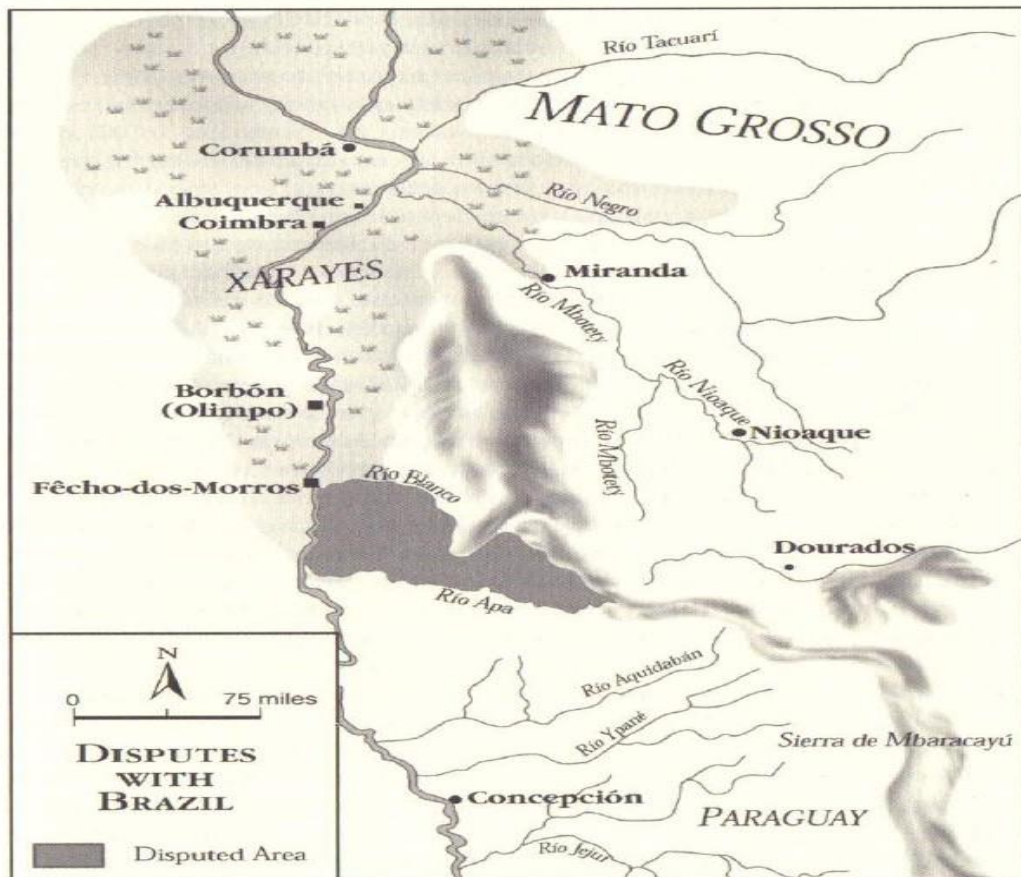 Río Tacuarí
MATO GROSSO
Corumbá
Río Negro
Albuquerque
Coimbra
XARAYES
Miranda
Río Mbotety
Borbón
(Olimpo)
Río Nioaque
Nioaque
Río Mbotety
Río Blanco
Fêcho-dos-Morros
Dourados
Río Apa
N
0 75 miles
DISPUTES
WITH
BRAZIL
Disputed Area
Río Aquidabán
Río Ypané
Sierra de Mbaracayú
Concepción
PARAGUAY
Río Jejuí